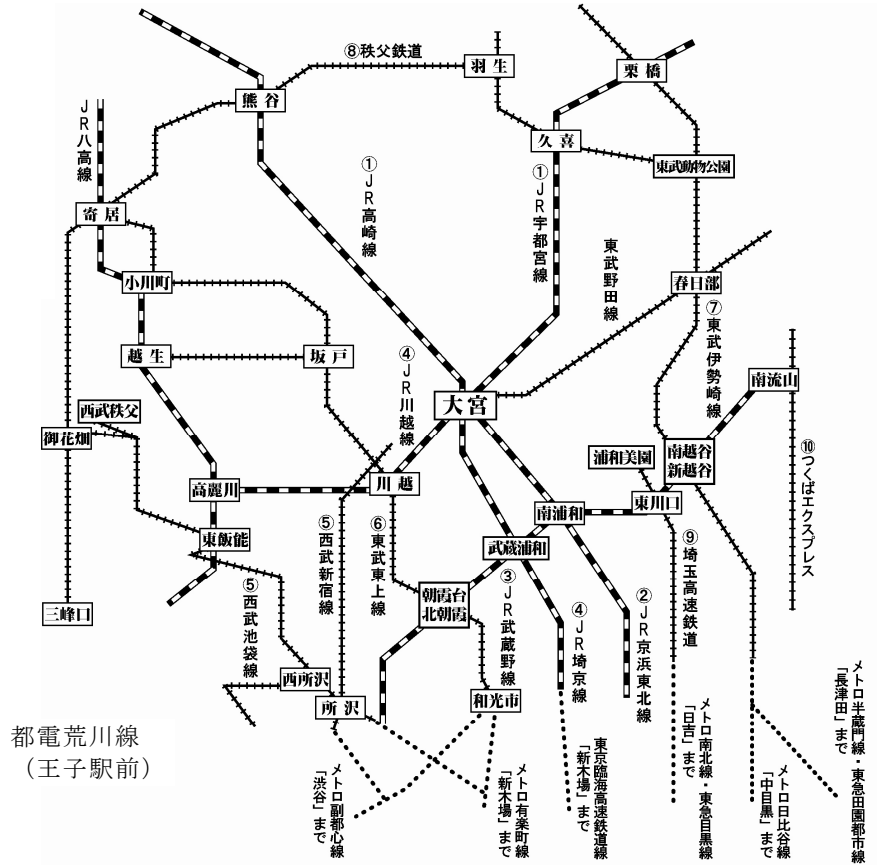 ⑧秩父鉄道
羽生
栗橋
熊谷
久喜
東武動物公園
JR八高線
①JR高崎線
①JR宇都宮線
寄居
東武野田線
小川町
春日部
⑦東武伊勢崎線
越生
坂戸
④JR川越線
大宮
南流山
西武秩父
御花畑
浦和美園
南越谷
新越谷
⑩つくばエクスプレス
高麗川
川越
東川口
南浦和
東飯能
⑤西武新宿線
⑥東武東上線
武蔵浦和
⑨埼玉高速鉄道
三峰口
⑤西武池袋線
朝霞台
北朝霞
③JR武蔵野線
④JR埼京線
②JR京浜東北線
西所沢
所沢
和光市
都電荒川線
(王子駅前)
メトロ副都心線
「渋谷」まで
メトロ有楽町線
「新木場」まで
東京臨海高速鉄道線
「新木場」まで
メトロ南北線・東急目黒線
「日吉」まで
メトロ日比谷線
「中目黒」まで
メトロ半蔵門線・東急田園都市線
「長津田」まで